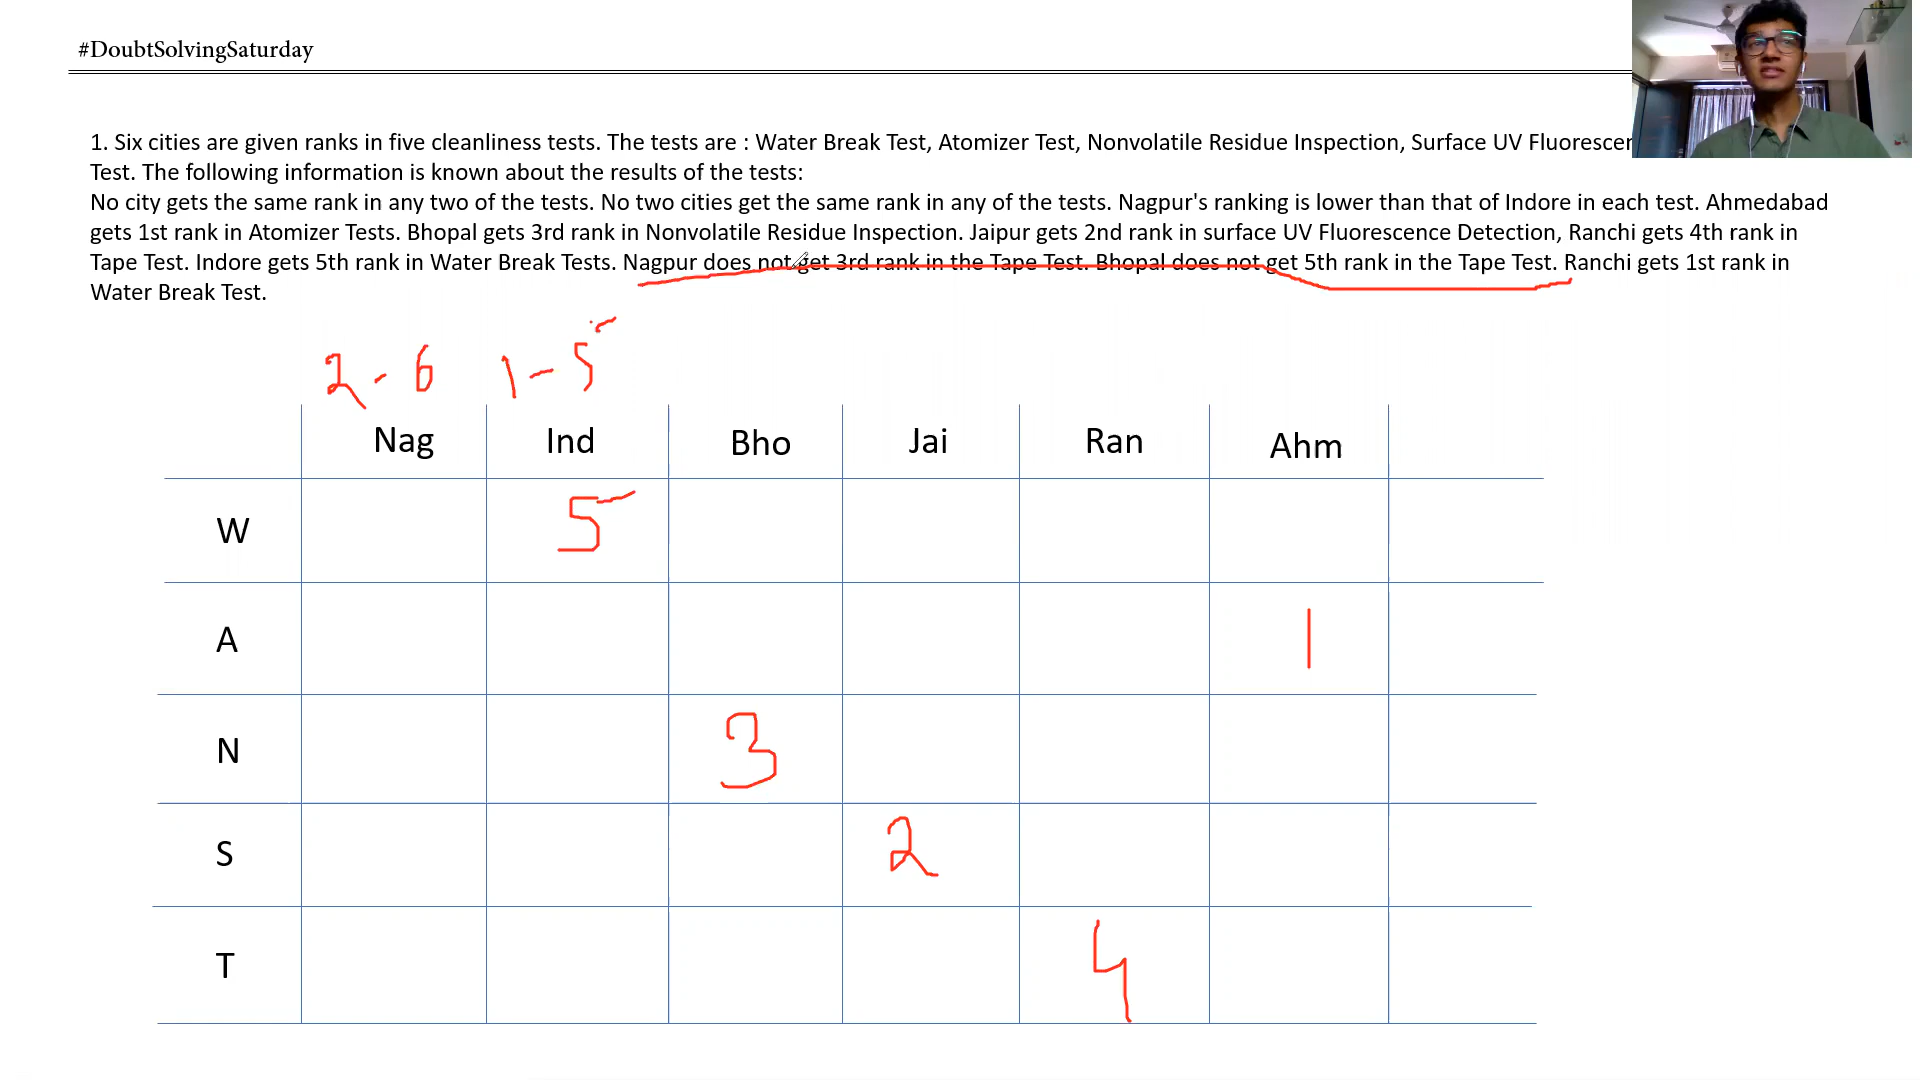 #DoubtSolvingSaturday
1. Six cities are given ranks in five cleanliness tests. The tests are : Water Break Test, Atomizer Test, Nonvolatile Residue Inspection, Surface UV
Test. The following information is known about the results of the tests:
No city gets the same rank in any two of the tests. No two cities get the same rank in any of the tests. Nagpur's ranking is lower than that of Indore in each test. Ahmedabad
gets 1st rank in Atomizer Tests. Bhopal gets 3rd rank in Nonvolatile Residue Inspection. Jaipur gets 2nd rank in surface UV Fluorescence Detection, Ranchi gets 4th rank in
Tape Test. Indore gets 5th rank in Water Break Tests. Nagpur does not get 3rd rank in the Tape Test. Bhopal does not get 5th rank in the Tape Test. Ranchi gets 1st rank in
Water Break Test.
2 - 6 1 - 5
Nag Ind Bho Jai Ran Ahm
W 5
A 1
N 3
S 2
T 4